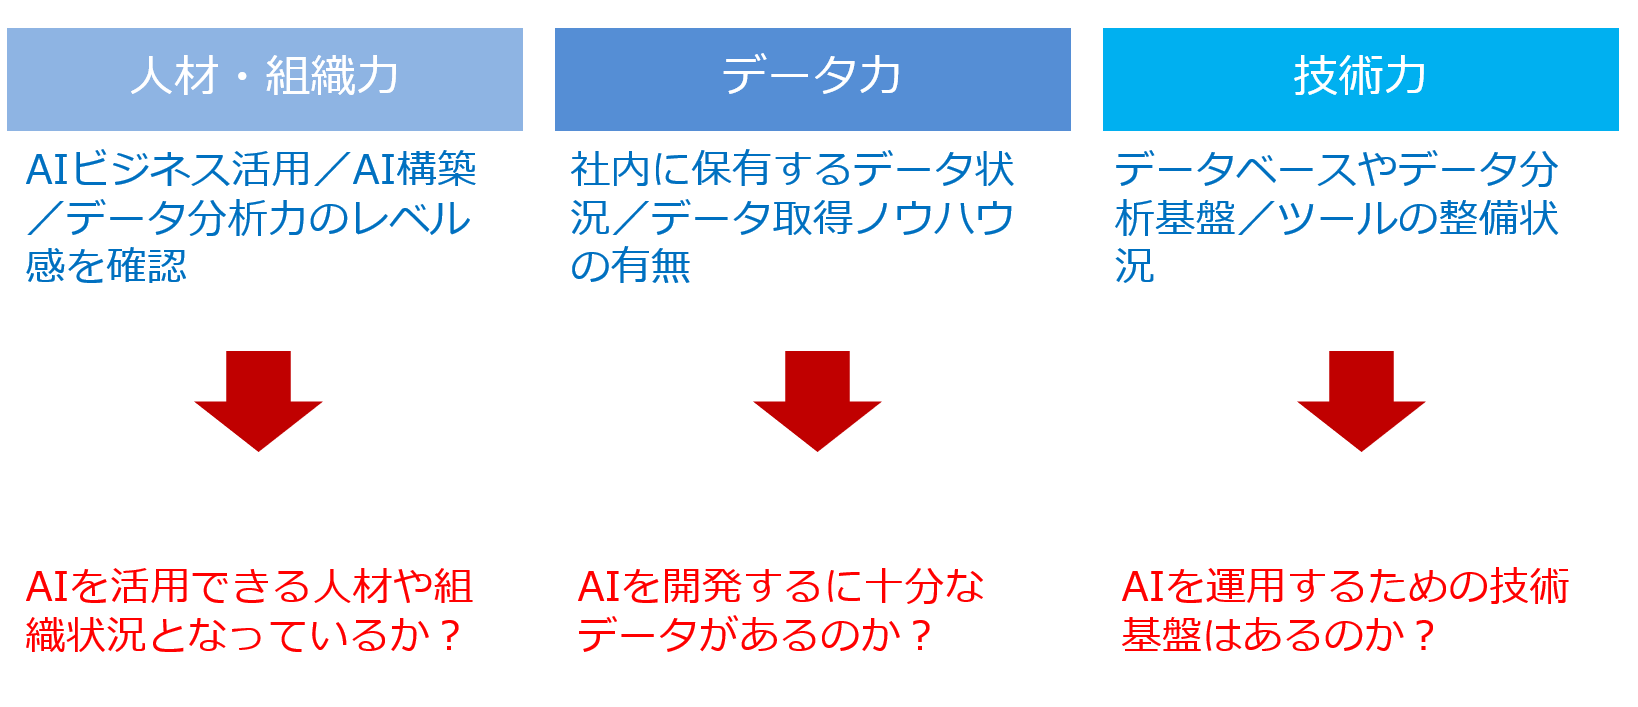 人材・組織力
AIビジネス活用／AI構築
／データ分析力のレベル
感を確認
AIを活用できる人材や組
織状況となっているか？
データ力
社内に保有するデータ状
況／データ取得ノウハウ
の有無
AIを開発するに十分な
データがあるのか？
技術力
データベースやデータ分
析基盤／ツールの整備状
況
AIを運用するための技術
基盤はあるのか？